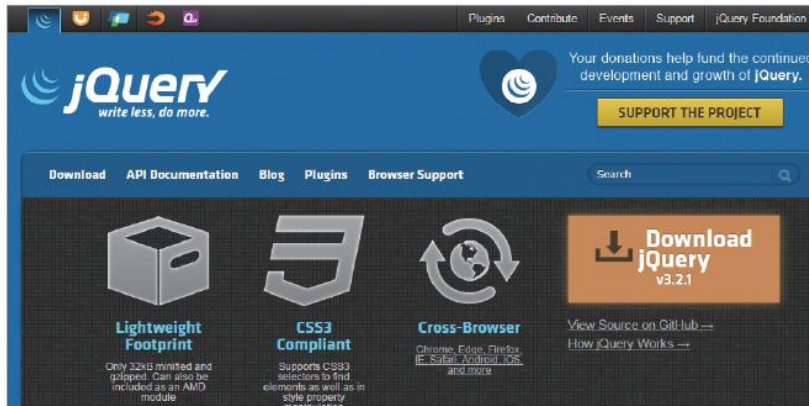 Plugins Contribute Events Support jQuery Foundation
jQuery
write less, do more.
Your donations help fund the continued
development and growth of jQuery.
SUPPORT THE PROJECT
Download API Documentation Blog Plugins Browser Support
Search
Lightweight
Footprint
Only 32kB minified and
gzipped. Can also be
included as an AMD
module
CSS3
Compliant
Supports CSS3
selectors to find
elements as well as in
style property
manipulation
Cross-Browser
Chrome, Edge, Firefox,
IE, Safari, Android, iOS,
and more
Download
jQuery
v3.2.1
View Source on GitHub →
How jQuery Works →